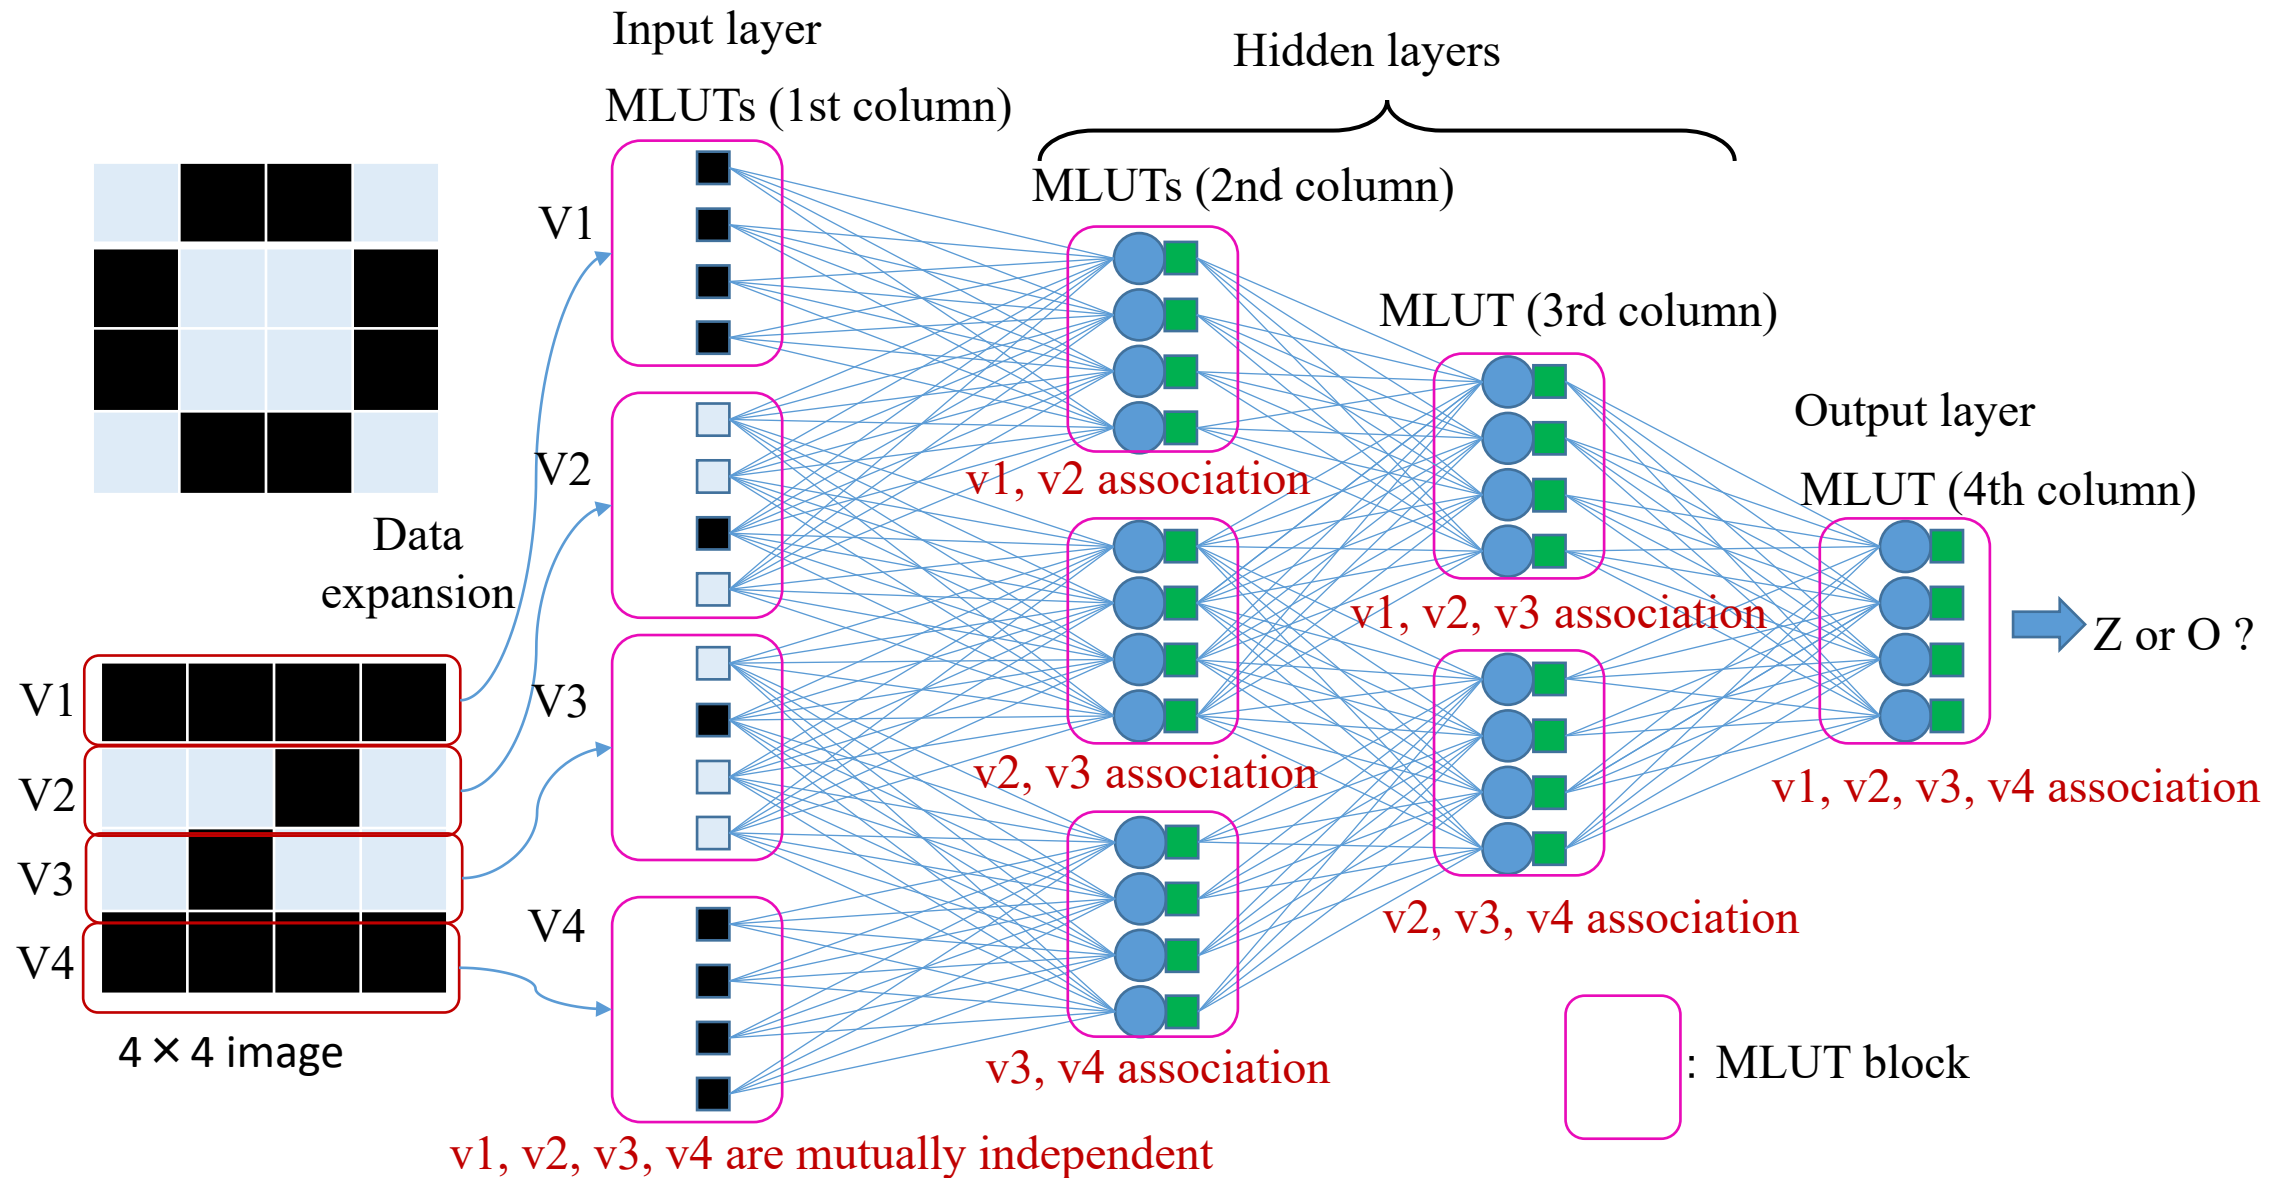 Input layer
MLUTs (1st column)
Hidden layers
MLUTs (2nd column)
MLUT (3rd column)
Output layer
MLUT (4th column)
V1
V2
V3
V4
Data
expansion
V1
V2
V3
V4
4×4 image
v1, v2 association
v2, v3 association
v3, v4 association
v1, v2, v3 association
v2, v3, v4 association
v1, v2, v3, v4 association
Z or O ?
: MLUT block
v1, v2, v3, v4 are mutually independent